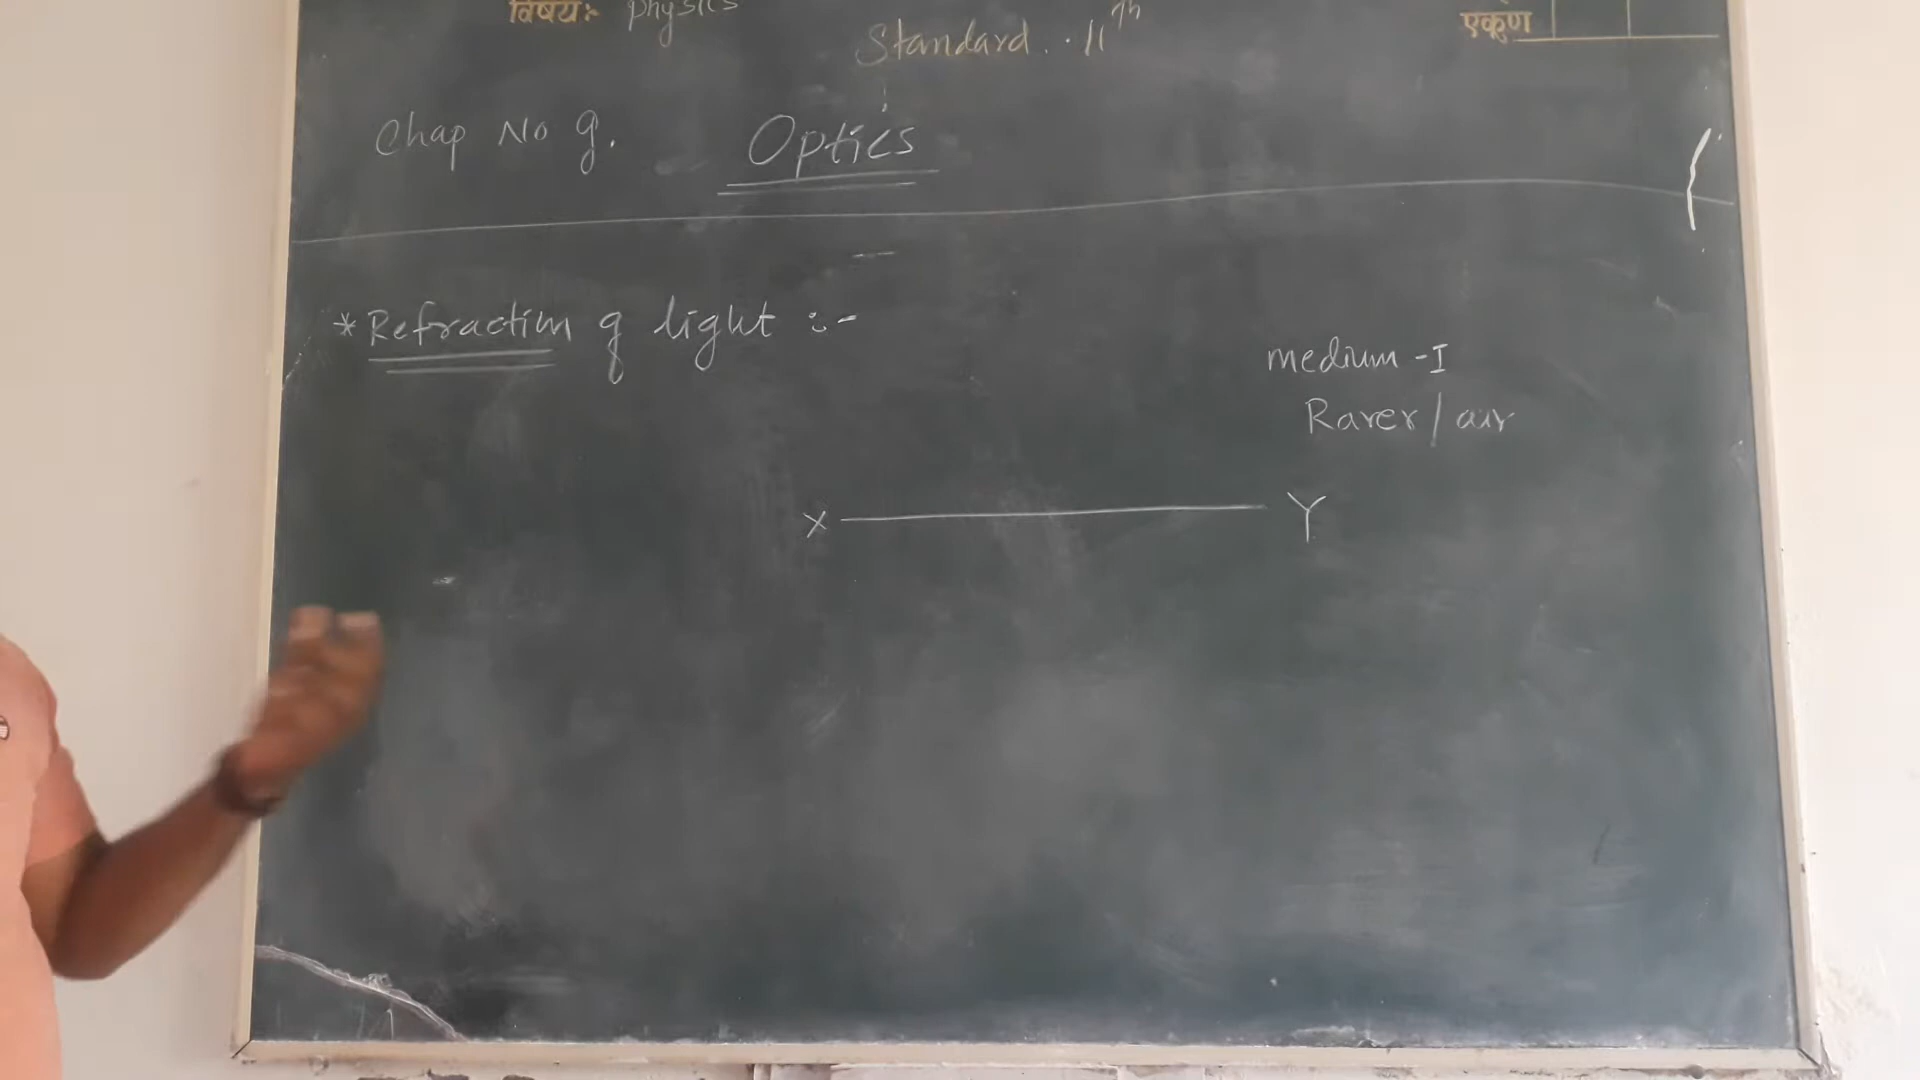 विषय:- Physics
एकूण
Standard . 11th
Chap No 9. Optics
* Refraction of light :-
medium - I
Rarer / air
X Y